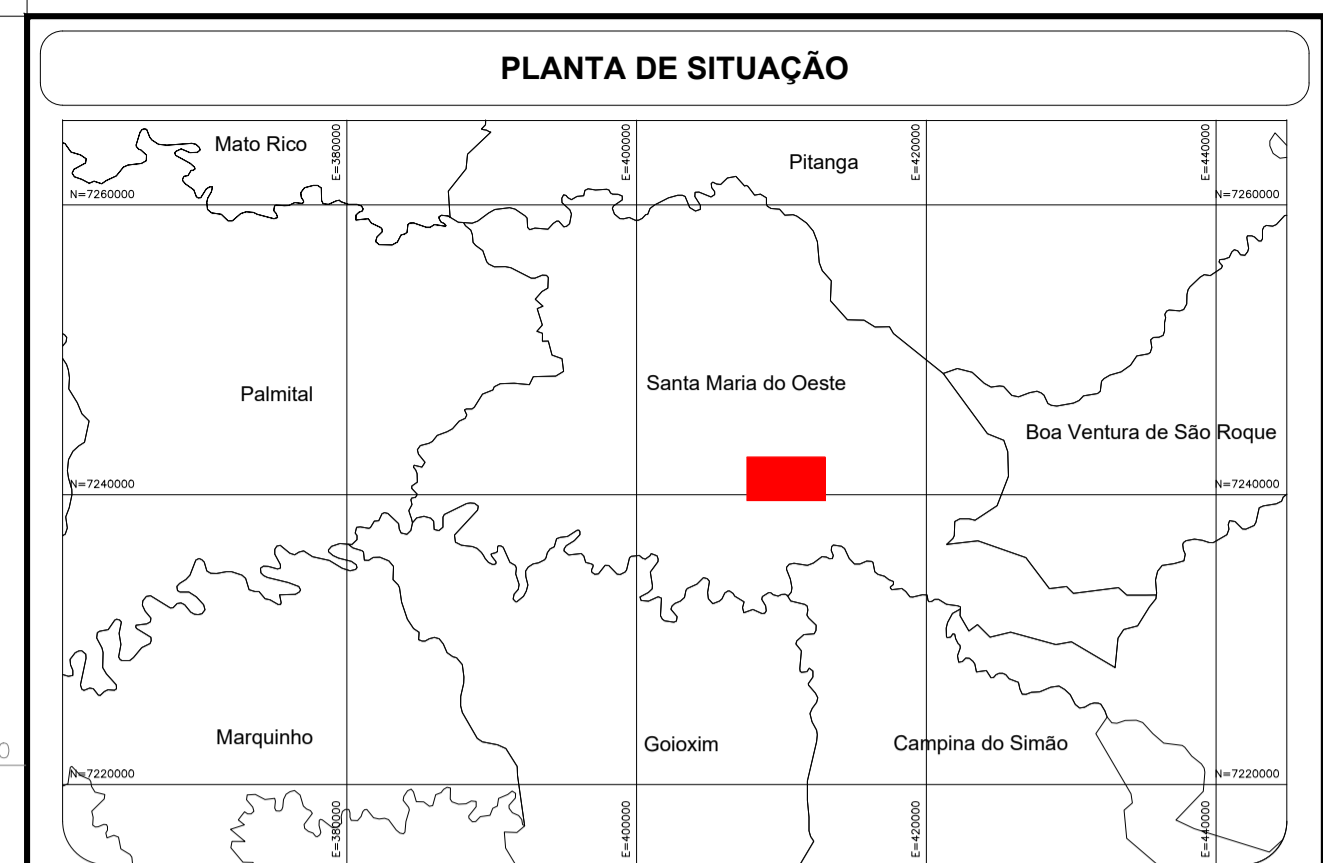 PLANTA DE SITUAÇÃO
Mato Rico
E=380000
E=400000
Pitanga
E=420000
E=440000
N=7260000
N=7260000
Palmital
Santa Maria do Oeste
Boa Ventura de São Roque
N=7240000
N=7240000
Marquinho
Goioxim
Campina do Simão
N=7220000
N=7220000
E=380000
E=400000
E=420000
E=440000
0